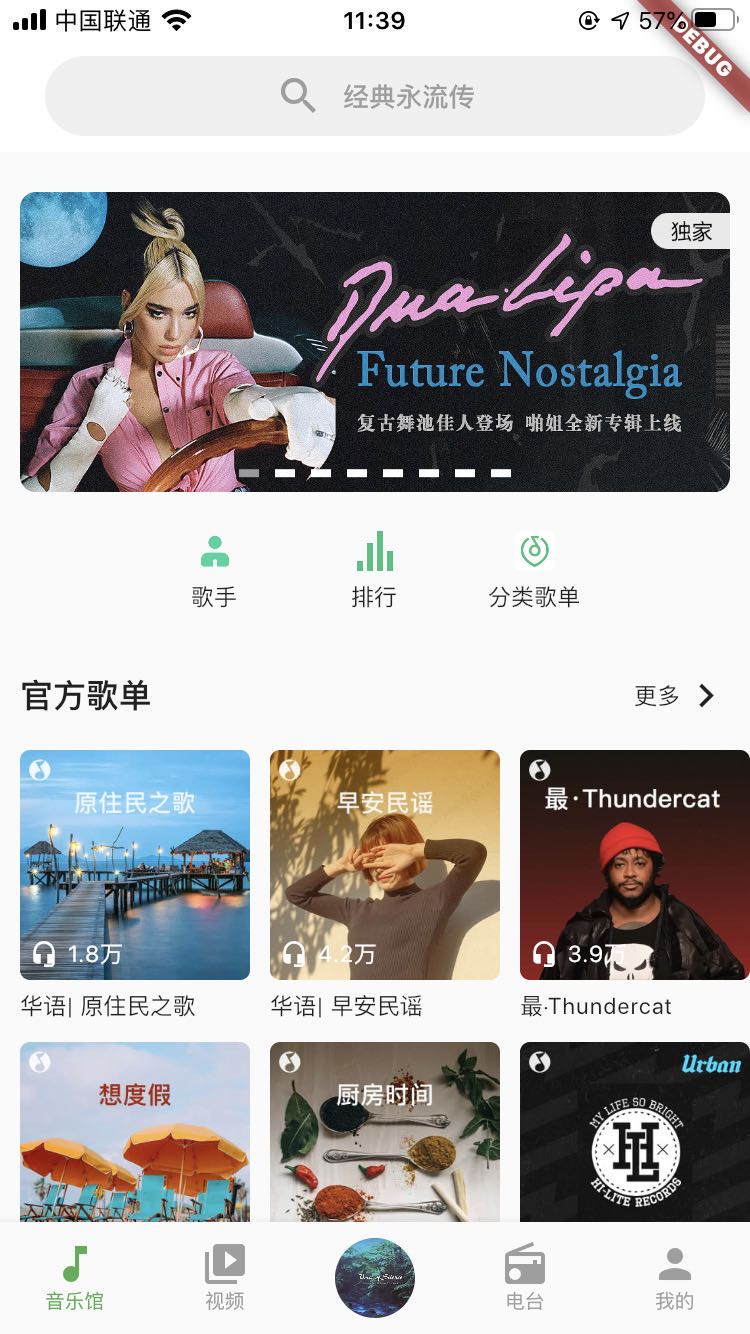 中国联通
11:39
57%
DEBUG
经典永流传
独家
Dua Lipa
Future Nostalgia
复古舞池佳人登场 啪姐全新专辑上线
歌手
排行
分类歌单
官方歌单
更多
原住民之歌
1.8万
华语| 原住民之歌
早安民谣
4.2万
华语| 早安民谣
最·Thundercat
3.9万
最·Thundercat
想度假
厨房时间
Urban
MY LIFE SO BRIGHT
HL
HI-LITE RECORDS
音乐馆
视频
电台
我的